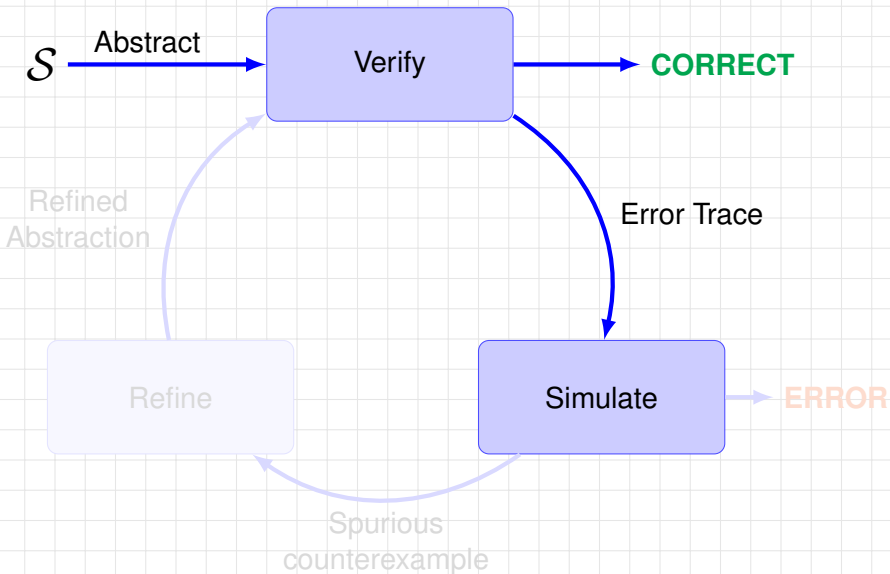 Abstract
𝒮
Verify
CORRECT
Refined
Abstraction
Error Trace
Refine
Simulate
ERROR
Spurious
counterexample